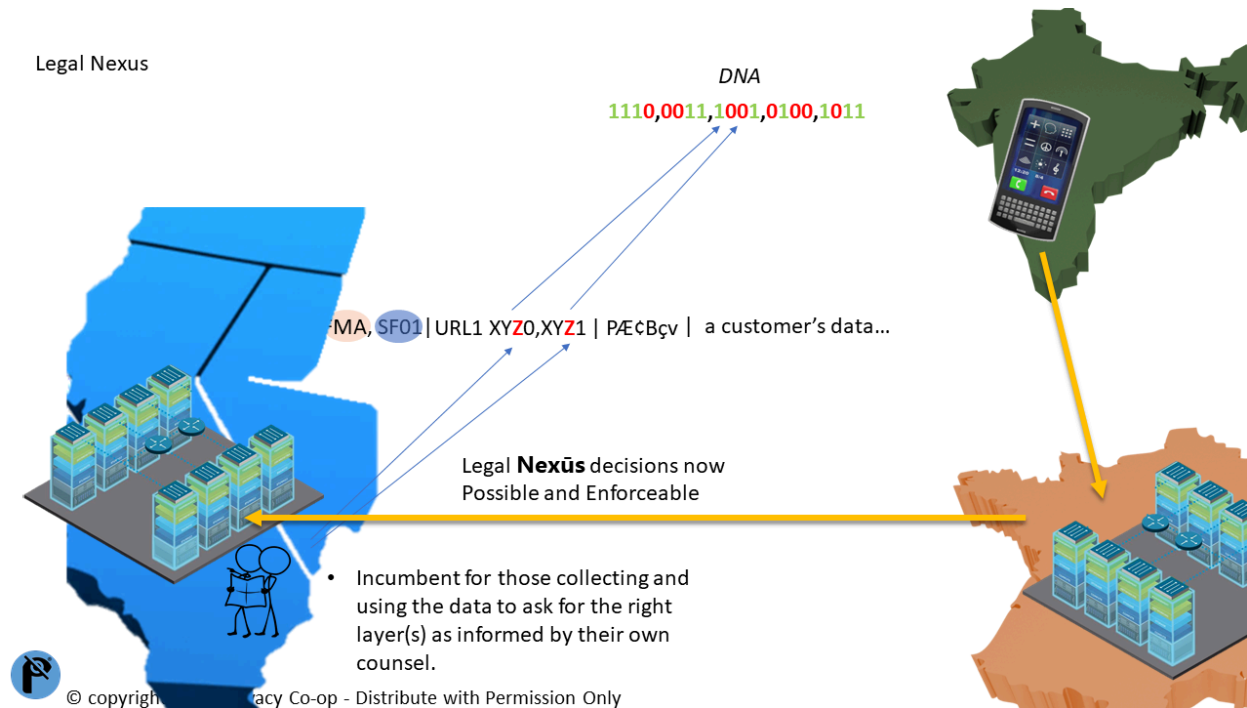 Legal Nexus
DNA
1110,0011,1001,0100,1011
FMA, SF01|URL1 XYZ0,XYZ1 | PÆ¢Bçv | a customer's data...
Legal Nexūs decisions now
Possible and Enforceable
• Incumbent for those collecting and
using the data to ask for the right
layer(s) as informed by their own
counsel.
© copyright Co-op - Distribute with Permission Only